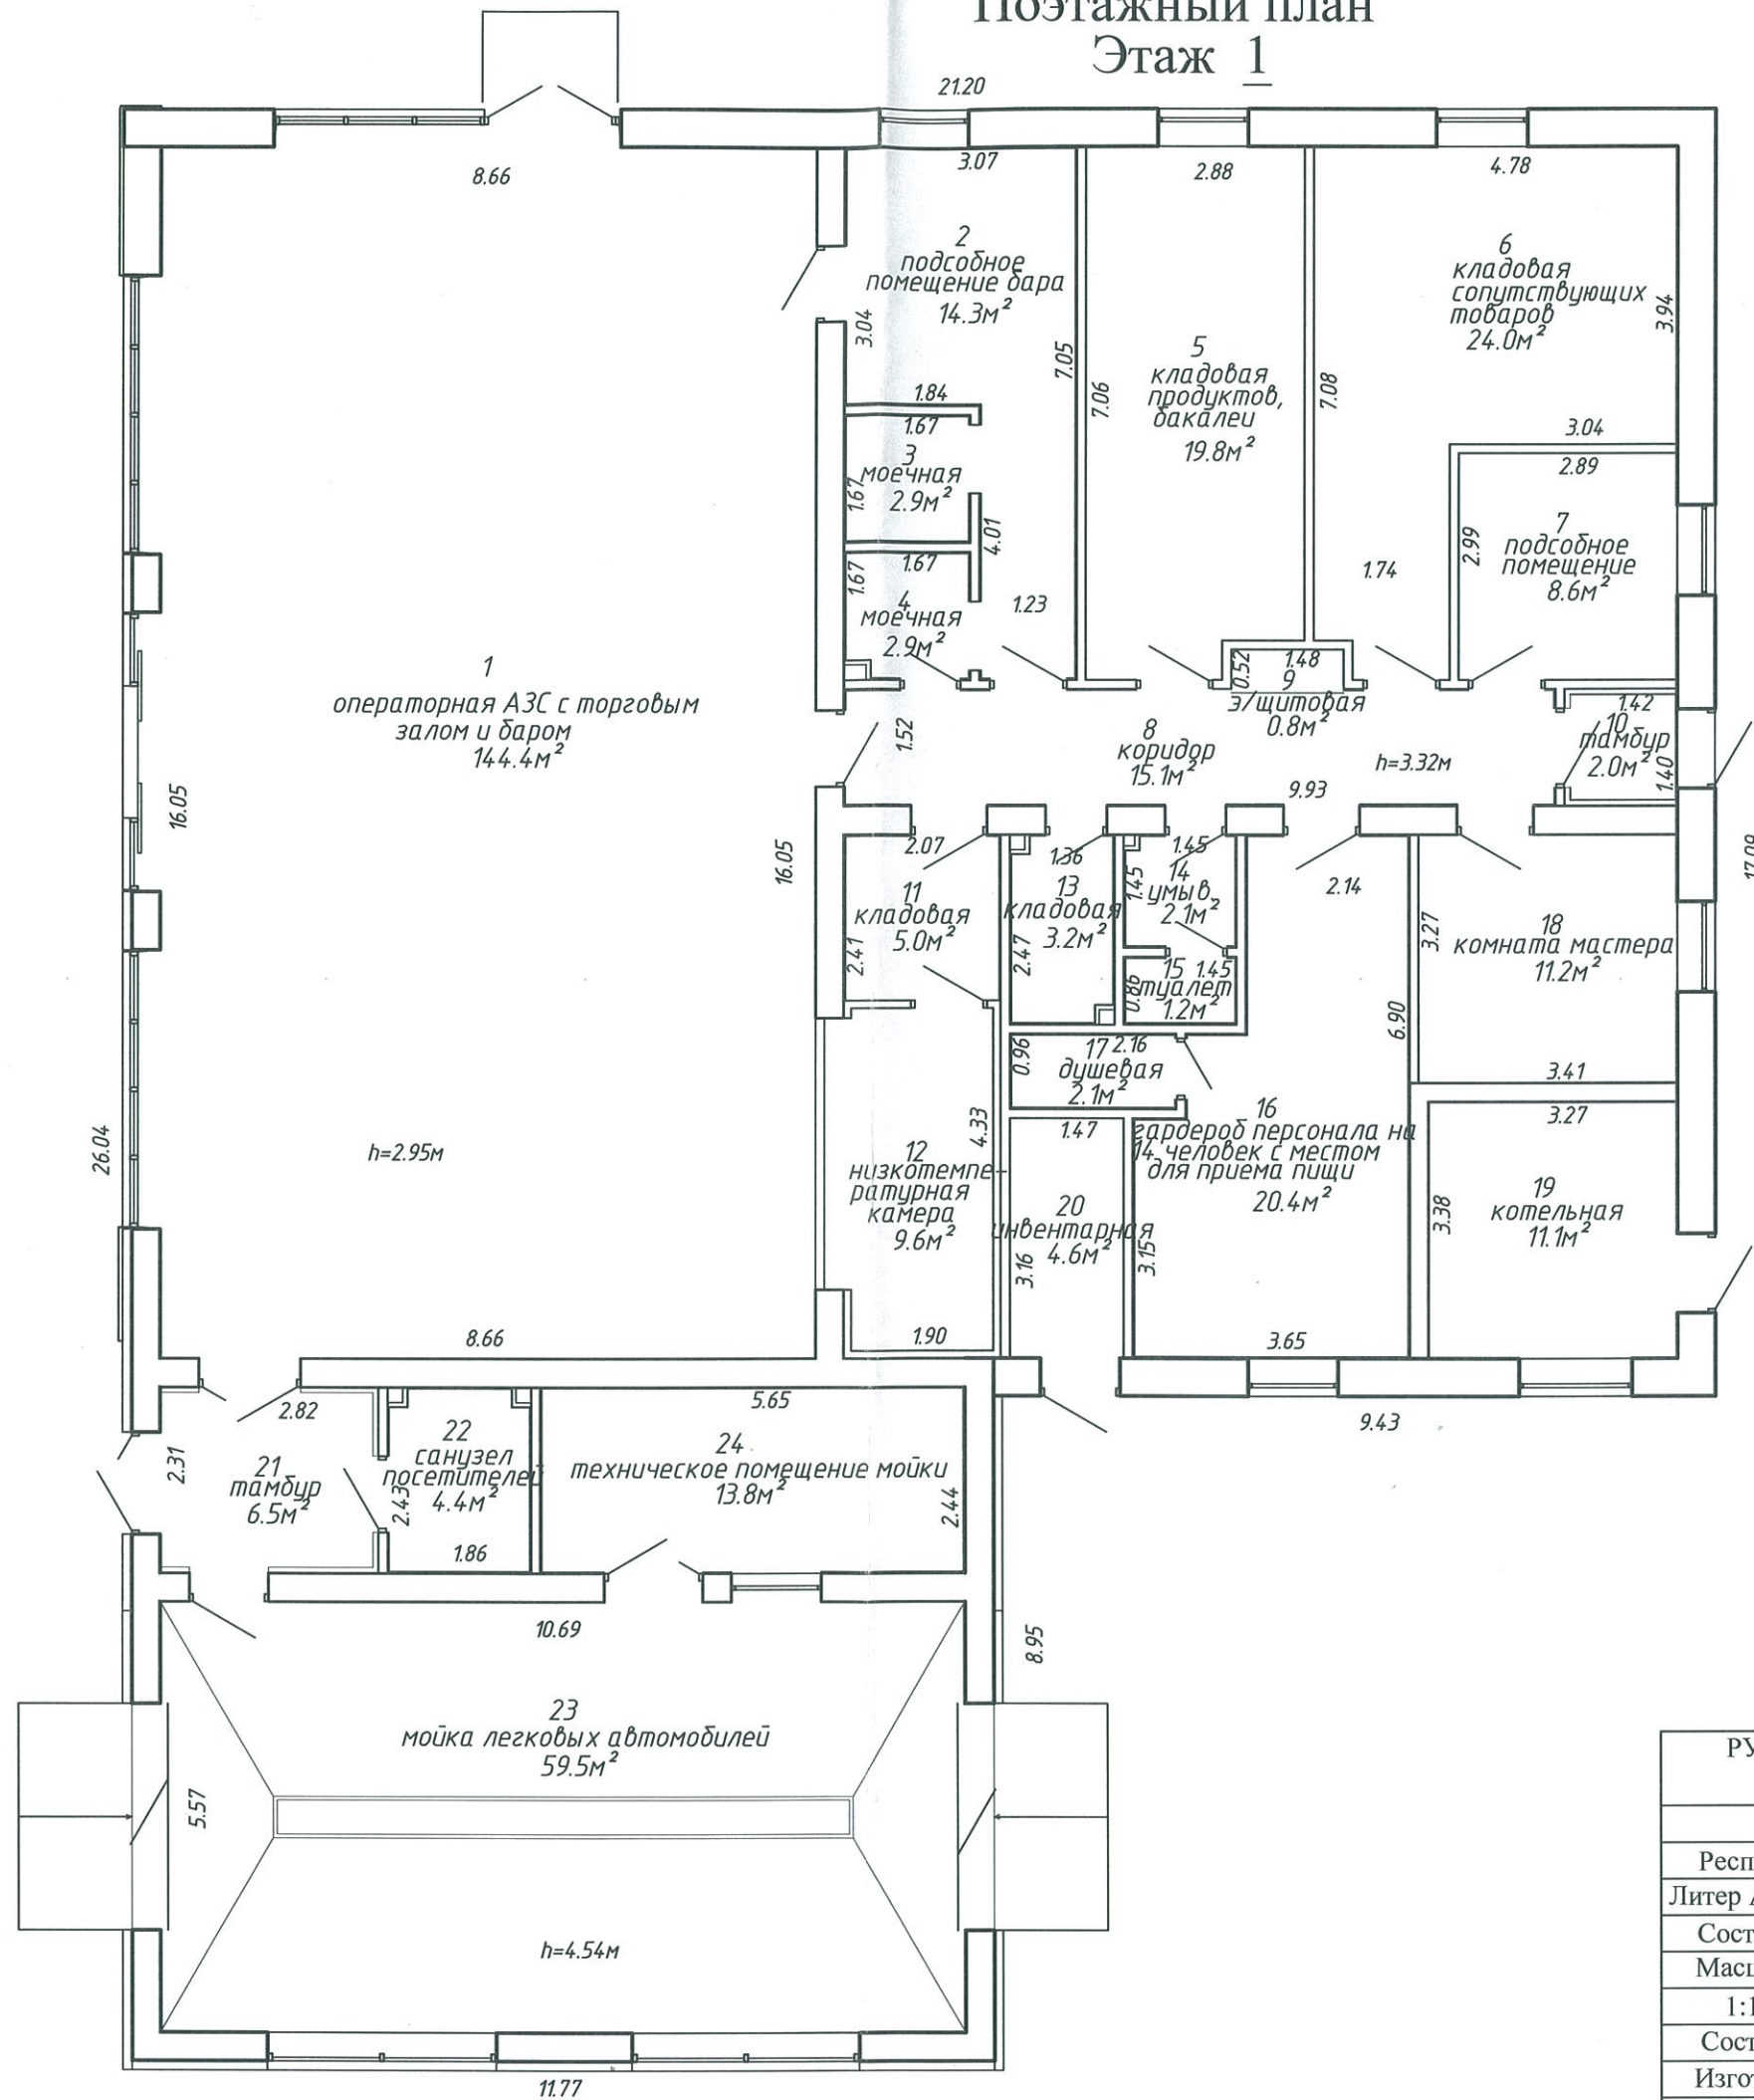 Поэтажный план
Этаж 1
21.20
8.66
3.07
2.88
4.78
2
подсобное
помещение бара
14.3м²
3.04
7.05
1.84
1.67
3
моечная
2.9м²
1.67
4.01
1.67
1.67
4
моечная
2.9м²
1.23
7.06
5
кладовая
продуктов,
бакалеи
19.8м²
7.08
6
кладовая
сопутствующих
товаров
24.0м²
3.94
3.04
2.89
2.99
1.74
7
подсобное
помещение
8.6м²
0.52
1.48
9
э/щитовая
0.8м²
1
операторная АЗС с торговым
залом и баром
144.4м²
16.05
16.05
1.52
8
коридор
15.1м²
h=3.32м
9.93
1.42
10
тамбур
2.0м²
1.40
17.09
2.07
11
кладовая
5.0м²
2.41
1.36
13
кладовая
3.2м²
2.47
1.45
1.45
14
умыв.
2.1м²
15
1.45
туалет
1.2м²
0.86
2.14
6.90
3.27
18
комната мастера
11.2м²
3.41
0.96
17
2.16
душевая
2.1м²
26.04
h=2.95м
12
низкотемпе-
ратурная
камера
9.6м²
4.33
1.90
1.47
20
инвентарная
4.6м²
3.16
3.15
16
гардероб персонала на
14 человек с местом
для приема пищи
20.4м²
3.65
3.27
3.38
19
котельная
11.1м²
8.66
9.43
2.82
2.31
21
тамбур
6.5м²
22
санузел
посетителей
4.4м²
2.43
1.86
5.65
24
техническое помещение мойки
13.8м²
2.44
10.69
8.95
23
мойка легковых автомобилей
59.5м²
5.57
h=4.54м
11.77
РУ
Респ
Литер А
Сост
Масш
1:1
Сост
Изгот